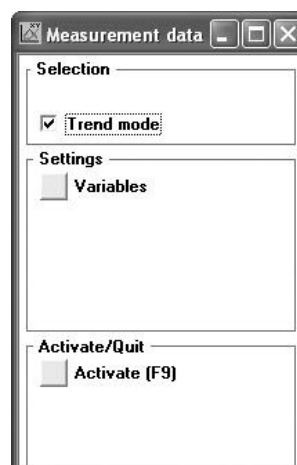 Measurement data
Selection
Trend mode
Settings
Variables
Activate/Quit
Activate (F9)